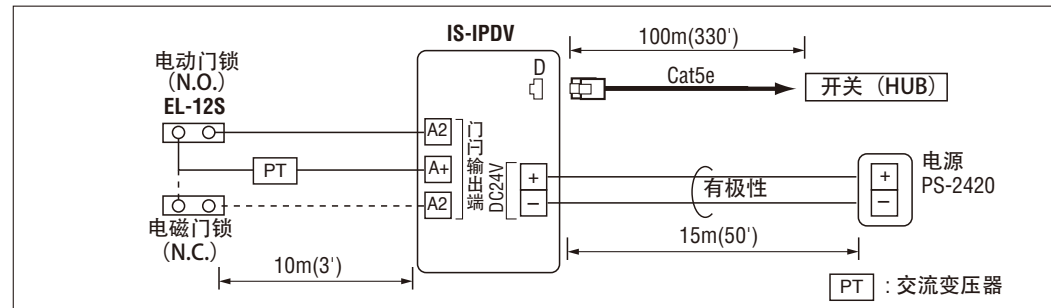 IS-IPDV
100m(330')
电动门锁
(N.O.)
EL-12S
D
Cat5e
开关（HUB）
A2
PT
A+
A2
门闩输出端
DC24V
+
−
有极性
+
−
电源
PS-2420
电磁门锁
(N.C.)
10m(3')
15m(50')
PT : 交流变压器